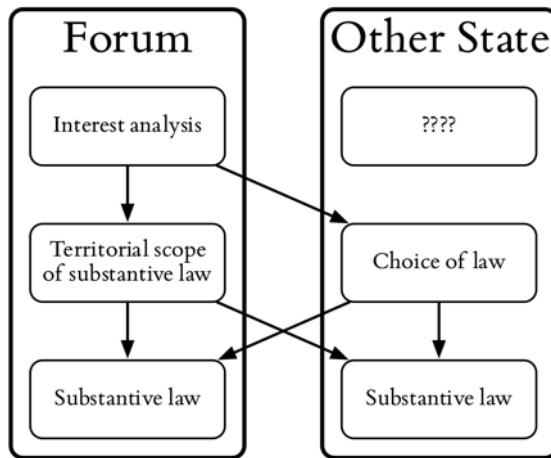 Forum
Other State
Interest analysis
????
Territorial scope
of substantive law
Choice of law
Substantive law
Substantive law